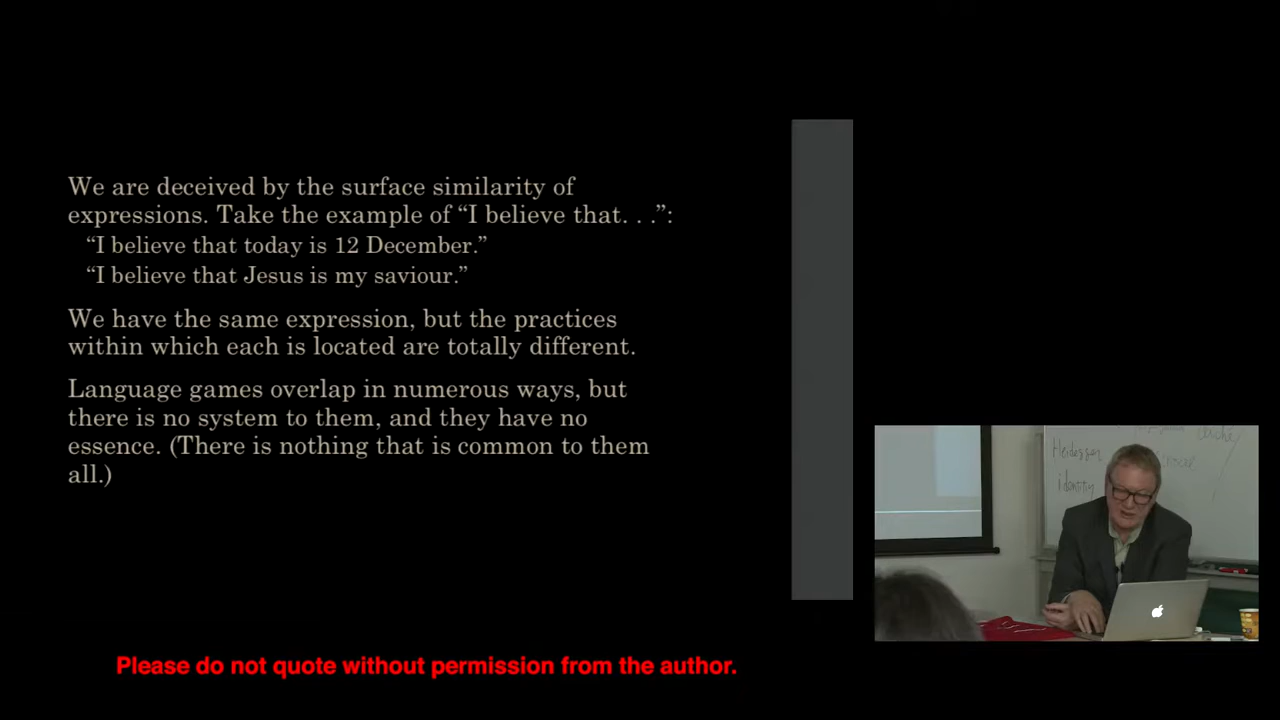 We are deceived by the surface similarity of
expressions. Take the example of “I believe that. . .”:
“I believe that today is 12 December.”
“I believe that Jesus is my saviour.”
We have the same expression, but the practices
within which each is located are totally different.
Language games overlap in numerous ways, but
there is no system to them, and they have no
essence. (There is nothing that is common to them
all.)
Heidegger
identity
Please do not quote without permission from the author.